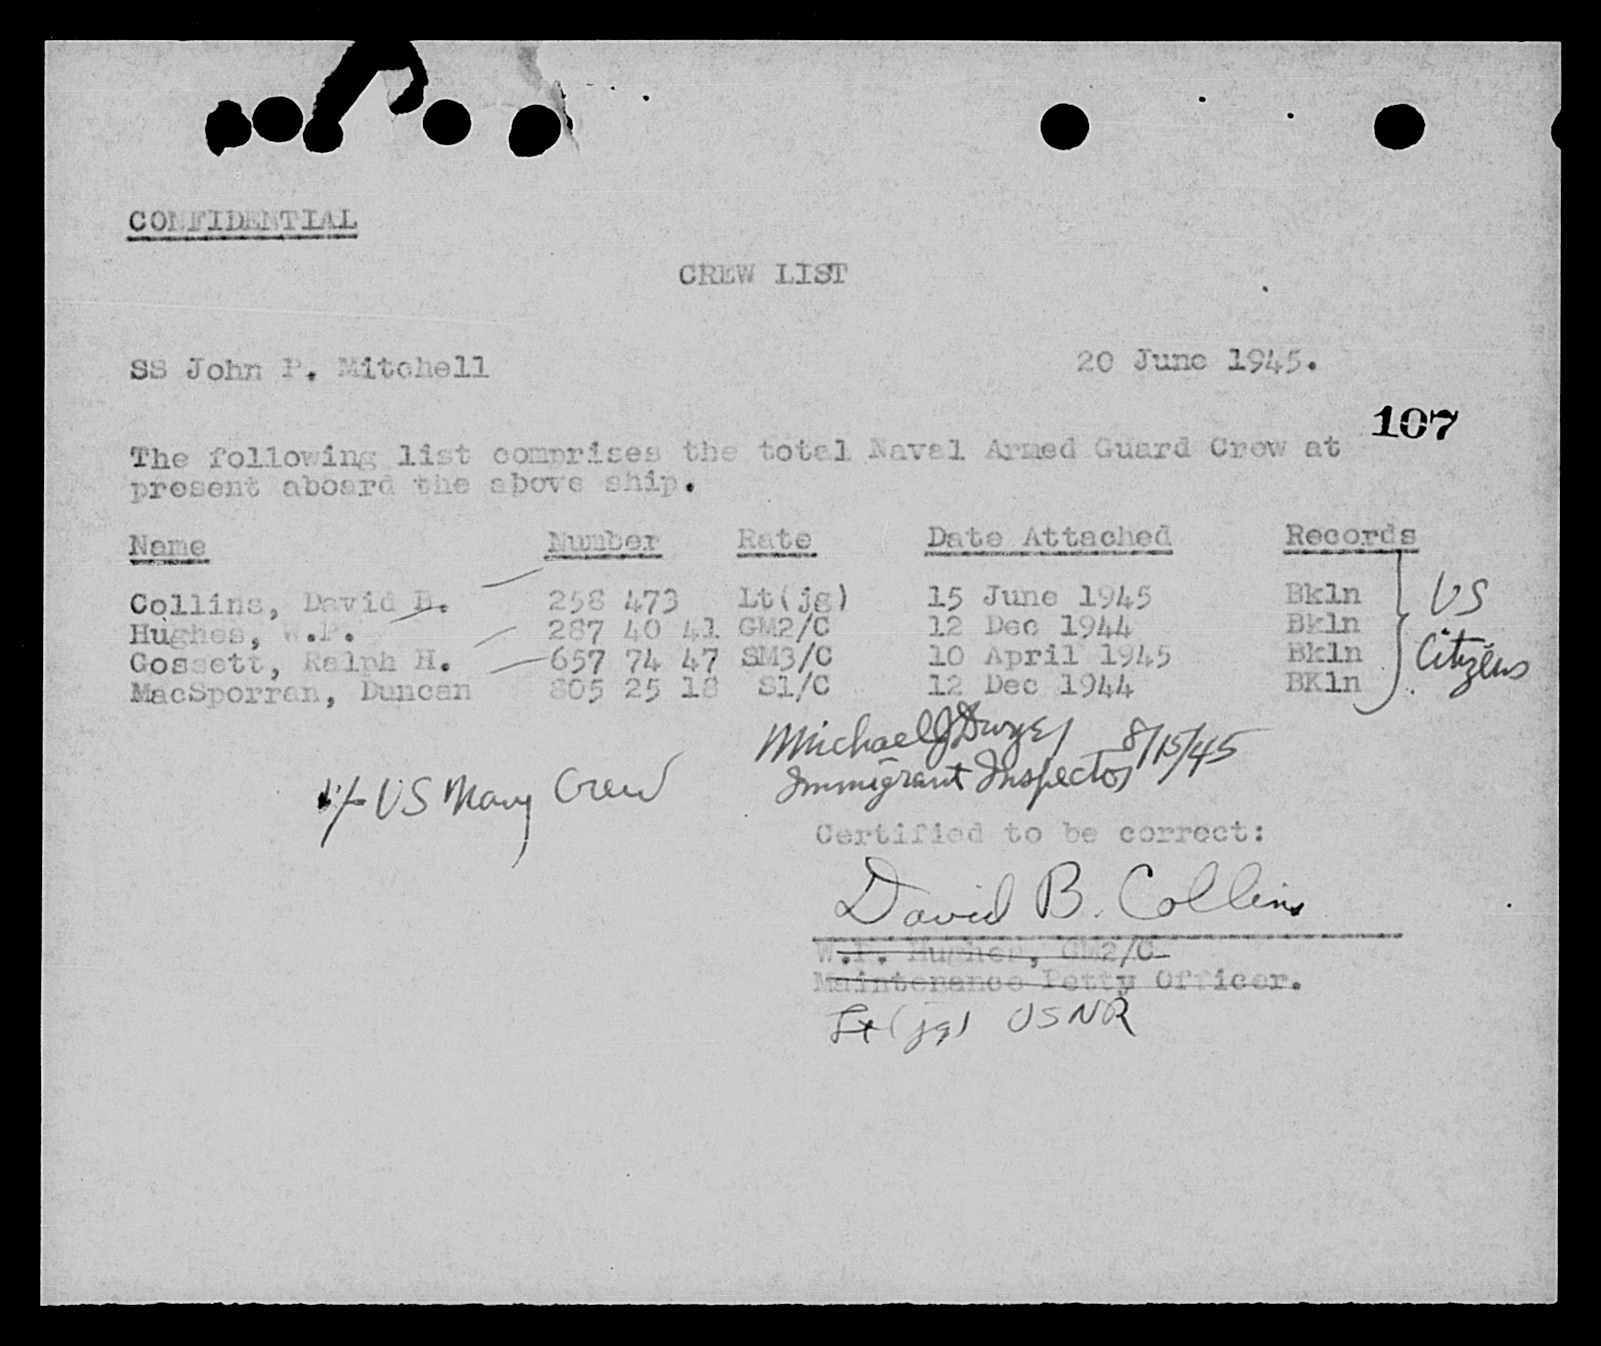 CONFIDENTIAL
CREW LIST
SS John P. Mitchell 20 June 1945.
107
The following list comprises the total Naval Armed Guard Crew at
present aboard the above ship.
Name Number Rate Date Attached Records
Collins, David B. 258 473 Lt(jg) 15 June 1945 Bkln
Hughes, W.P. 287 40 41 GM2/C 12 Dec 1944 Bkln
Gossett, Ralph H. 657 74 47 SM3/C 10 April 1945 Bkln
MacSporran, Duncan 805 25 18 S1/C 12 Dec 1944 BKln
US
Citizens
Michael J Dwyer 8/15/45
Immigrant Inspector
US Navy Crew
Certified to be correct:
David B. Collins
W.P. Hughes, GM2/C
Maintenance Petty Officer.
Lt (jg) USNR